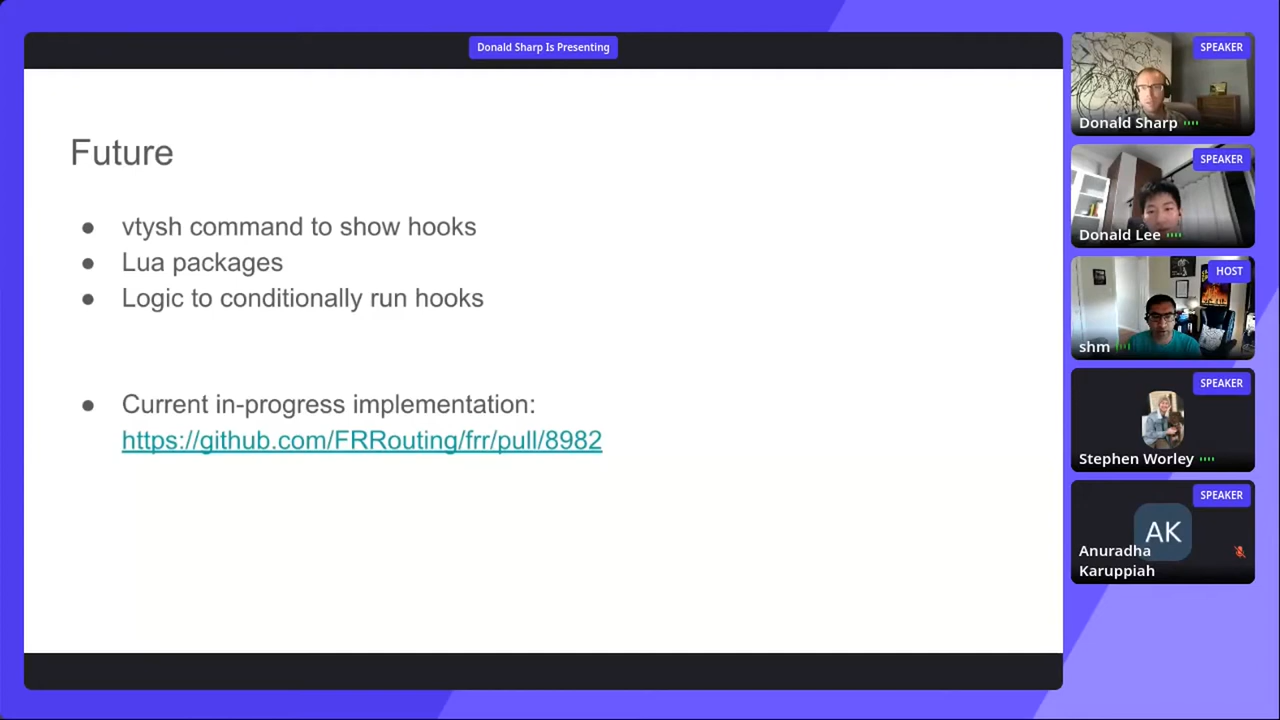 Donald Sharp Is Presenting
Future
● vtysh command to show hooks
● Lua packages
● Logic to conditionally run hooks
● Current in-progress implementation:
https://github.com/FRRouting/frr/pull/8982
SPEAKER
Donald Sharp
SPEAKER
Donald Lee
HOST
shm
SPEAKER
Stephen Worley
SPEAKER
AK
Anuradha
Karuppiah